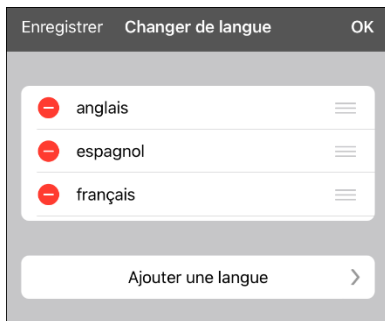 Enregistrer Changer de langue OK
anglais
espagnol
français
Ajouter une langue